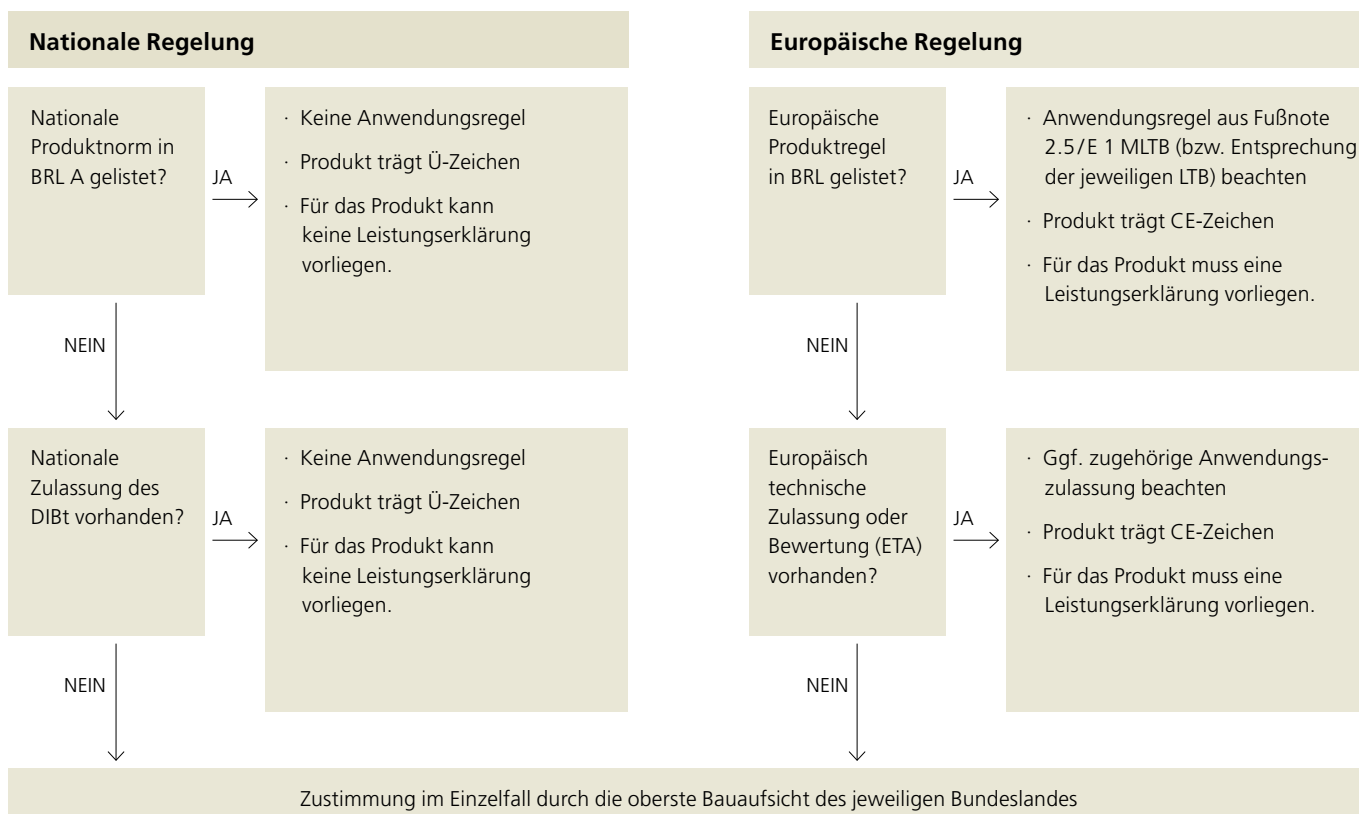 Nationale Regelung
Nationale
Produktnorm in
BRL A gelistet?
JA
· Keine Anwendungsregel
· Produkt trägt Ü-Zeichen
· Für das Produkt kann
keine Leistungserklärung
vorliegen.
NEIN
Nationale
Zulassung des
DIBt vorhanden?
JA
· Keine Anwendungsregel
· Produkt trägt Ü-Zeichen
· Für das Produkt kann
keine Leistungserklärung
vorliegen.
NEIN
Europäische Regelung
Europäische
Produktregel
in BRL gelistet?
JA
· Anwendungsregel aus Fußnote
2.5/E 1 MLTB (bzw. Entsprechung
der jeweiligen LTB) beachten
· Produkt trägt CE-Zeichen
· Für das Produkt muss eine
Leistungserklärung vorliegen.
NEIN
Europäisch
technische
Zulassung oder
Bewertung (ETA)
vorhanden?
JA
· Ggf. zugehörige Anwendungs-
zulassung beachten
· Produkt trägt CE-Zeichen
· Für das Produkt muss eine
Leistungserklärung vorliegen.
NEIN
Zustimmung im Einzelfall durch die oberste Bauaufsicht des jeweiligen Bundeslandes